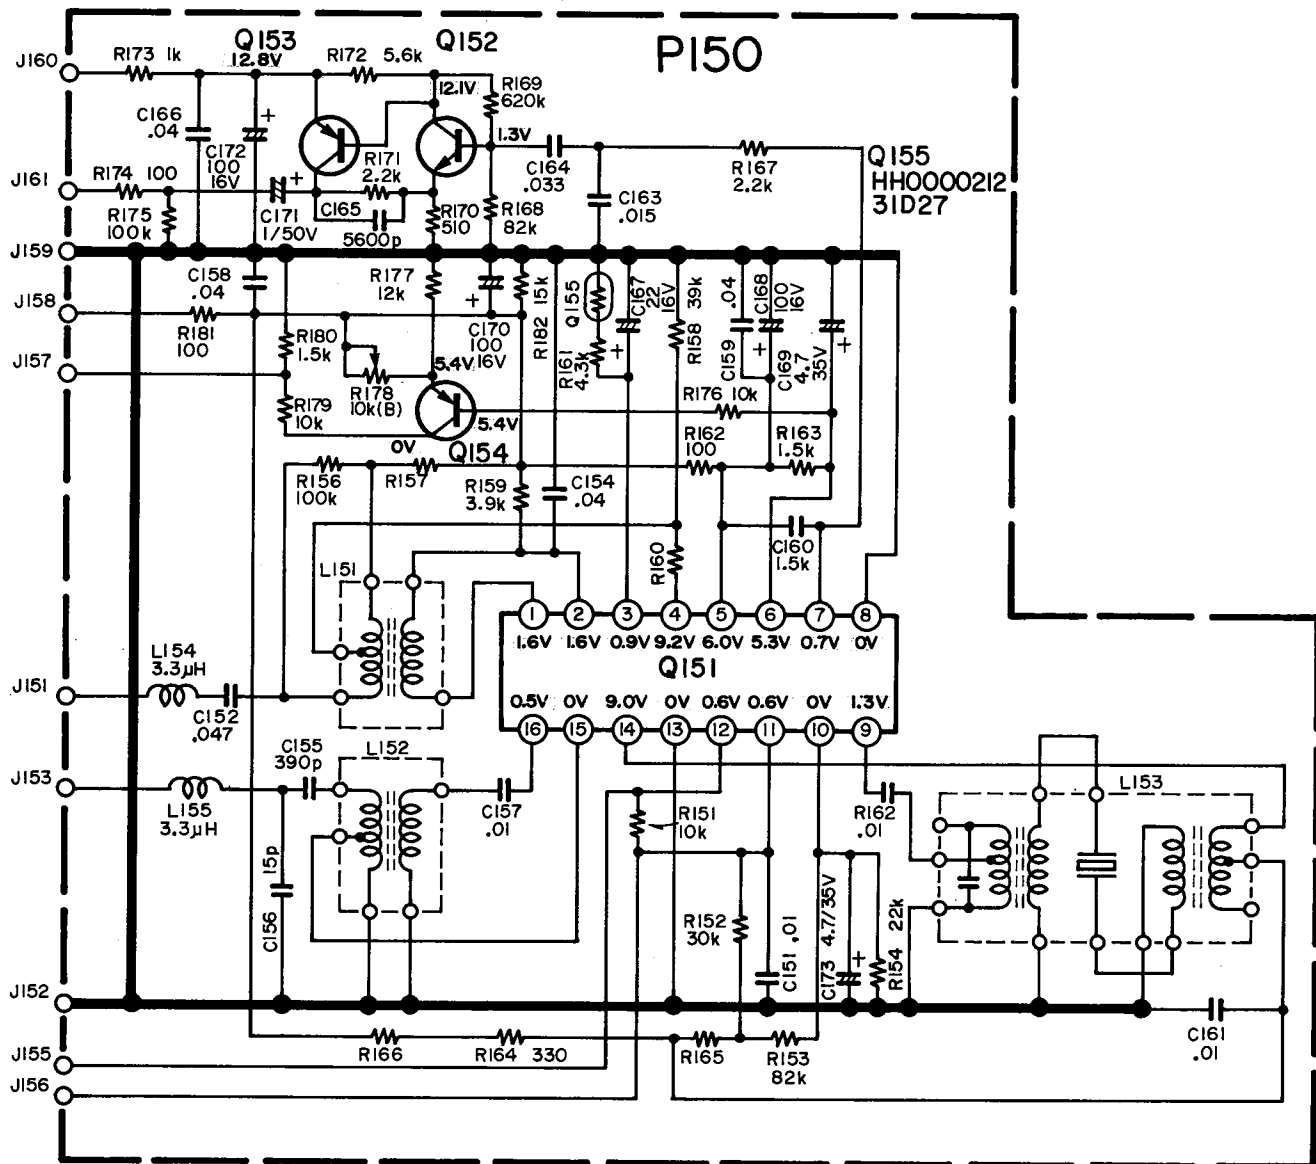 P150
Q153
12.8V
Q152
R173 1k
R172 5.6k
J160
12.1V
R169
620k
C166
.04
1.3V
C172
100
16V
R171
2.2k
C164
.033
R167
2.2k
Q155
HH0000212
31D27
R174 100
J161
C163
.015
R175
100k
C171
1/50V
C165
5600p
R170
510
R168
82k
J159
C158
.04
R177
12k
R182 15k
Q155
C167
22
16V
R158 39k
C159 .04
C168
100
16V
C169
4.7
35V
J158
R181
100
R180
1.5k
C170
100
16V
R161
4.3k
J157
5.4V
R178
10k(B)
R176 10k
R179
10k
5.4V
0V
Q154
R162
100
R163
1.5k
R156
100k
R157
R159
3.9k
C154
.04
C160
1.5k
R160
L151
1 2 3 4 5 6 7 8
1.6V 1.6V 0.9V 9.2V 6.0V 5.3V 0.7V 0V
Q151
0.5V 0V 9.0V 0V 0.6V 0.6V 0V 1.3V
16 15 14 13 12 11 10 9
L154
3.3μH
J151
C152
.047
C155
390p
L152
J153
L155
3.3μH
C157
.01
R151
10k
R162
.01
L153
C156 15p
R152
30k
C151 .01
C173 4.7/35V
R154 22k
J152
C161
.01
R166
R164 330
R165
R153
82k
J155
J156